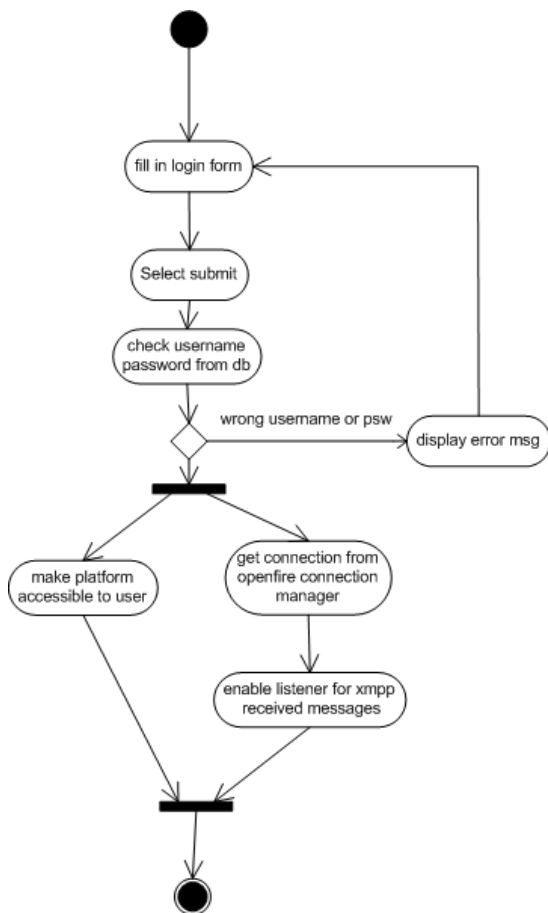 fill in login form
Select submit
check username
password from db
wrong username or psw
display error msg
make platform
accessible to user
get connection from
openfire connection
manager
enable listener for xmpp
received messages